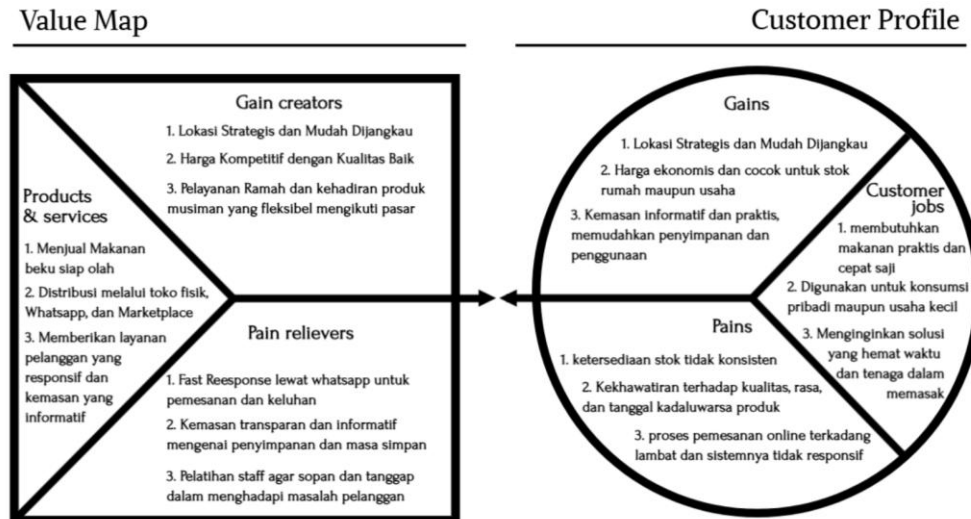 Value Map
Customer Profile
Gain creators
1. Lokasi Strategis dan Mudah Dijangkau
2. Harga Kompetitif dengan Kualitas Baik
3. Pelayanan Ramah dan kehadiran produk
musiman yang fleksibel mengikuti pasar
Products
& services
1. Menjual Makanan
beku siap olah
2. Distribusi melalui toko fisik,
Whatsapp, dan Marketplace
3. Memberikan layanan
pelanggan yang
responsif dan
kemasan yang
informatif
Pain relievers
1. Fast Reesponse lewat whatsapp untuk
pemesanan dan keluhan
2. Kemasan transparan dan informatif
mengenai penyimpanan dan masa simpan
3. Pelatihan staff agar sopan dan tanggap
dalam menghadapi masalah pelanggan
Gains
1. Lokasi Strategis dan Mudah Dijangkau
2. Harga ekonomis dan cocok untuk stok
rumah maupun usaha
3. Kemasan informatif dan praktis,
memudahkan penyimpanan dan
penggunaan
Customer
jobs
1. membutuhkan
makanan praktis dan
cepat saji
2. Digunakan untuk konsumsi
pribadi maupun usaha kecil
3. Menginginkan solusi
yang hemat waktu
dan tenaga dalam
memasak
Pains
1. ketersediaan stok tidak konsisten
2. Kekhawatiran terhadap kualitas, rasa,
dan tanggal kadaluwarsa produk
3. proses pemesanan online terkadang
lambat dan sistemnya tidak responsif